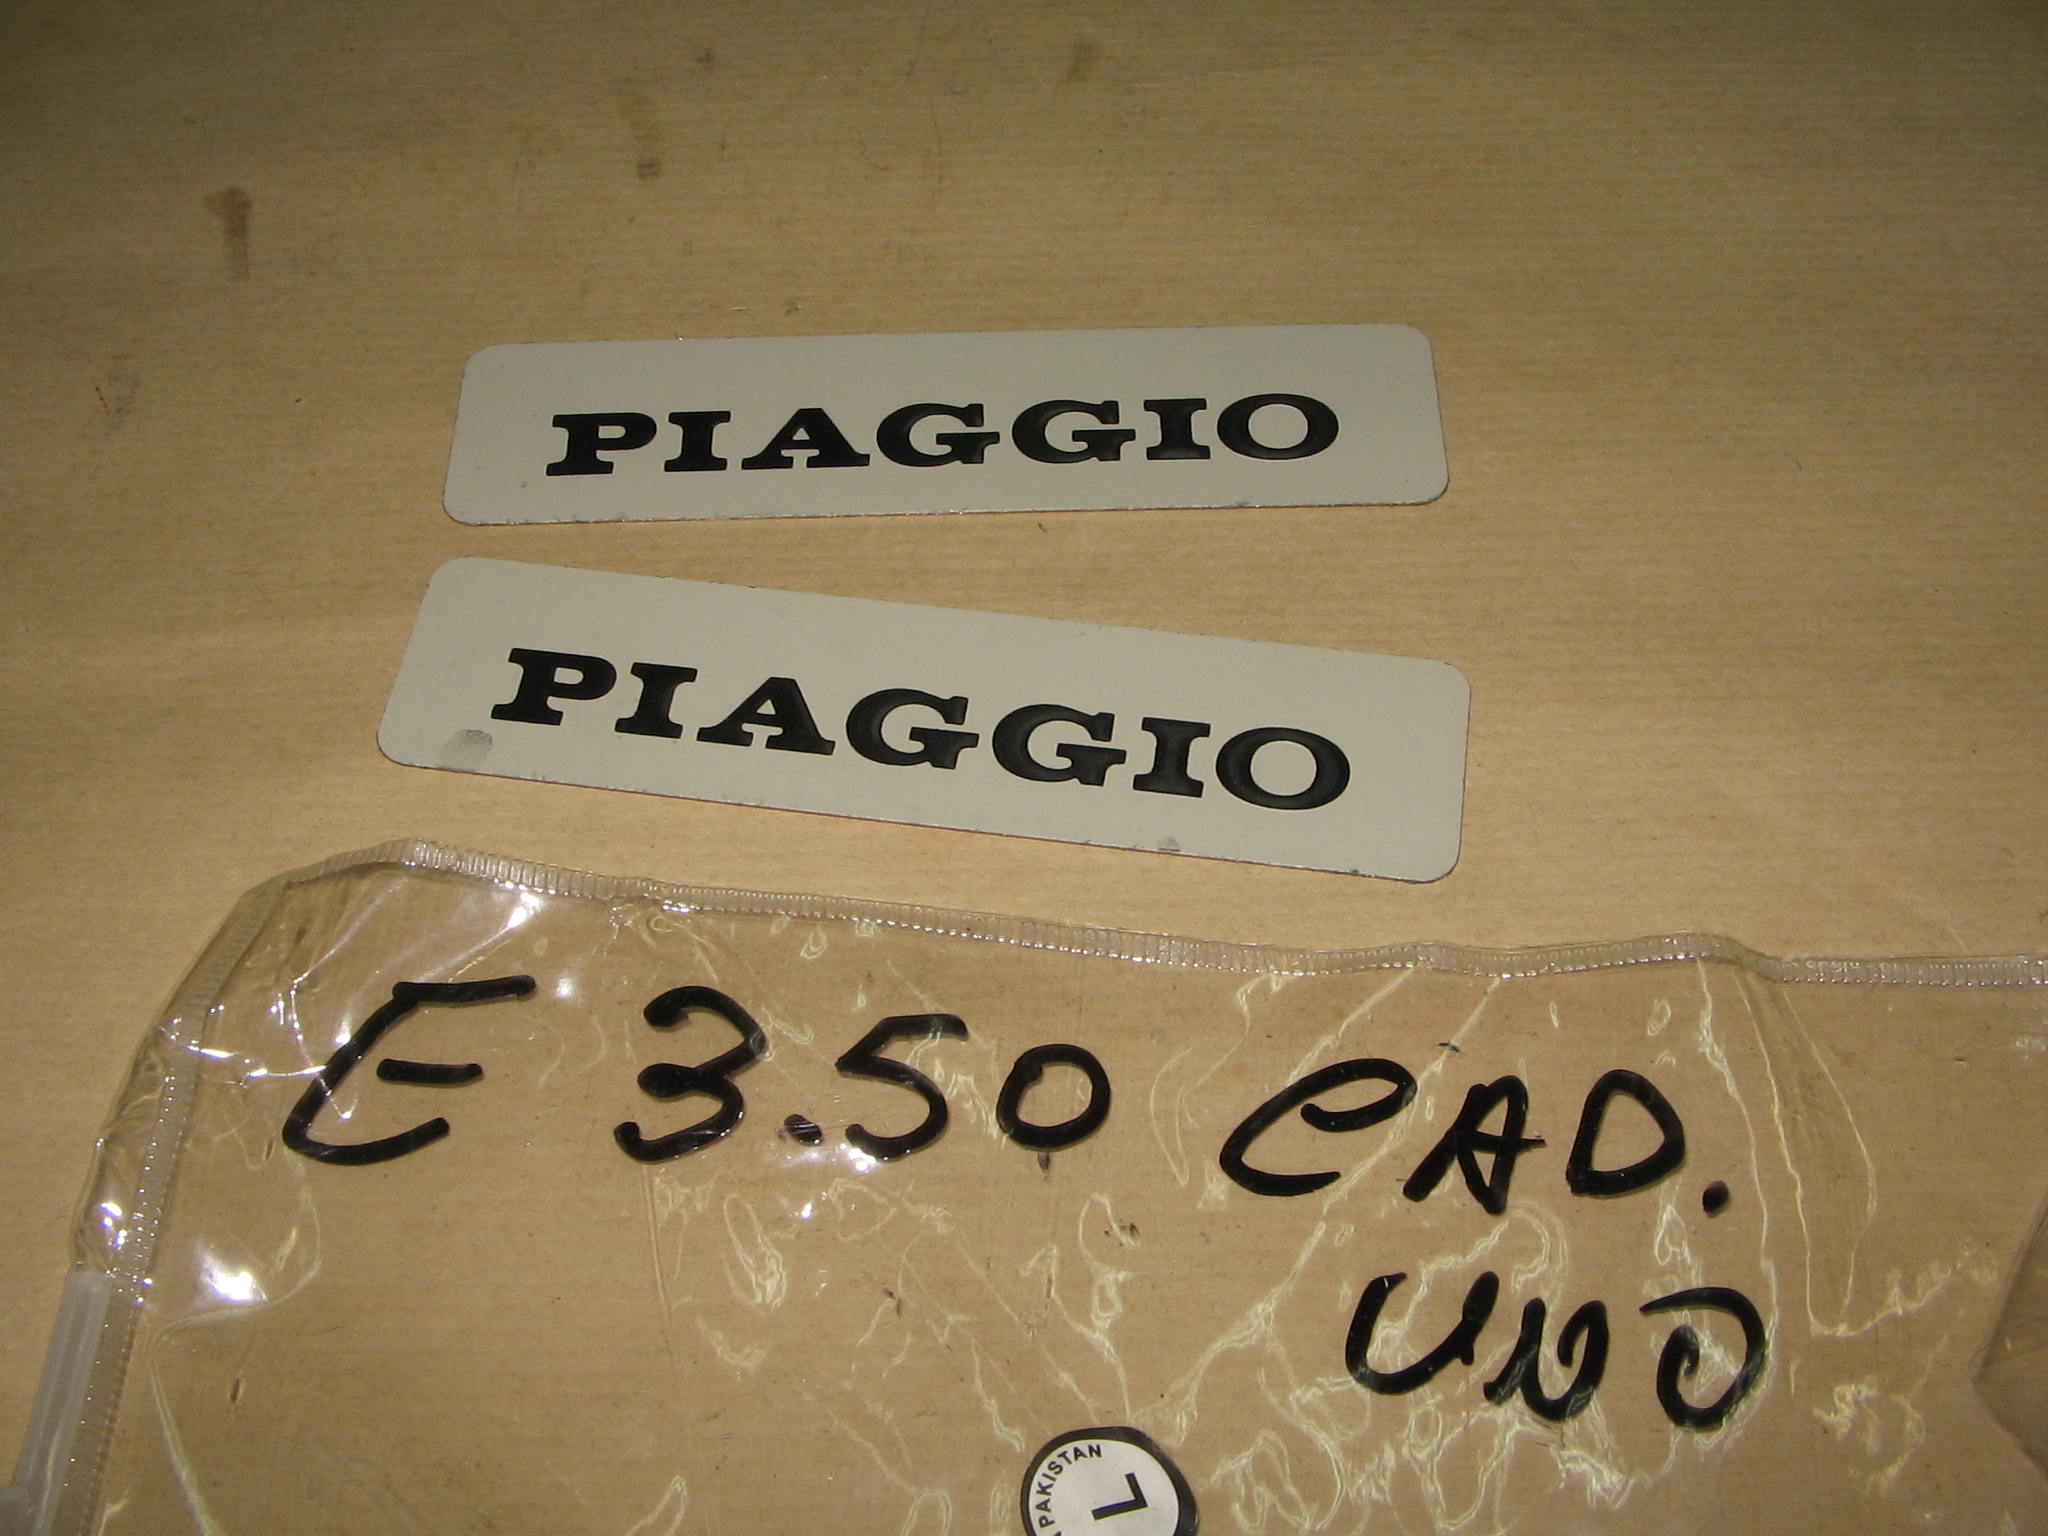 PIAGGIO
PIAGGIO
E 3.50 CAD.
UNO
PAKISTAN
L